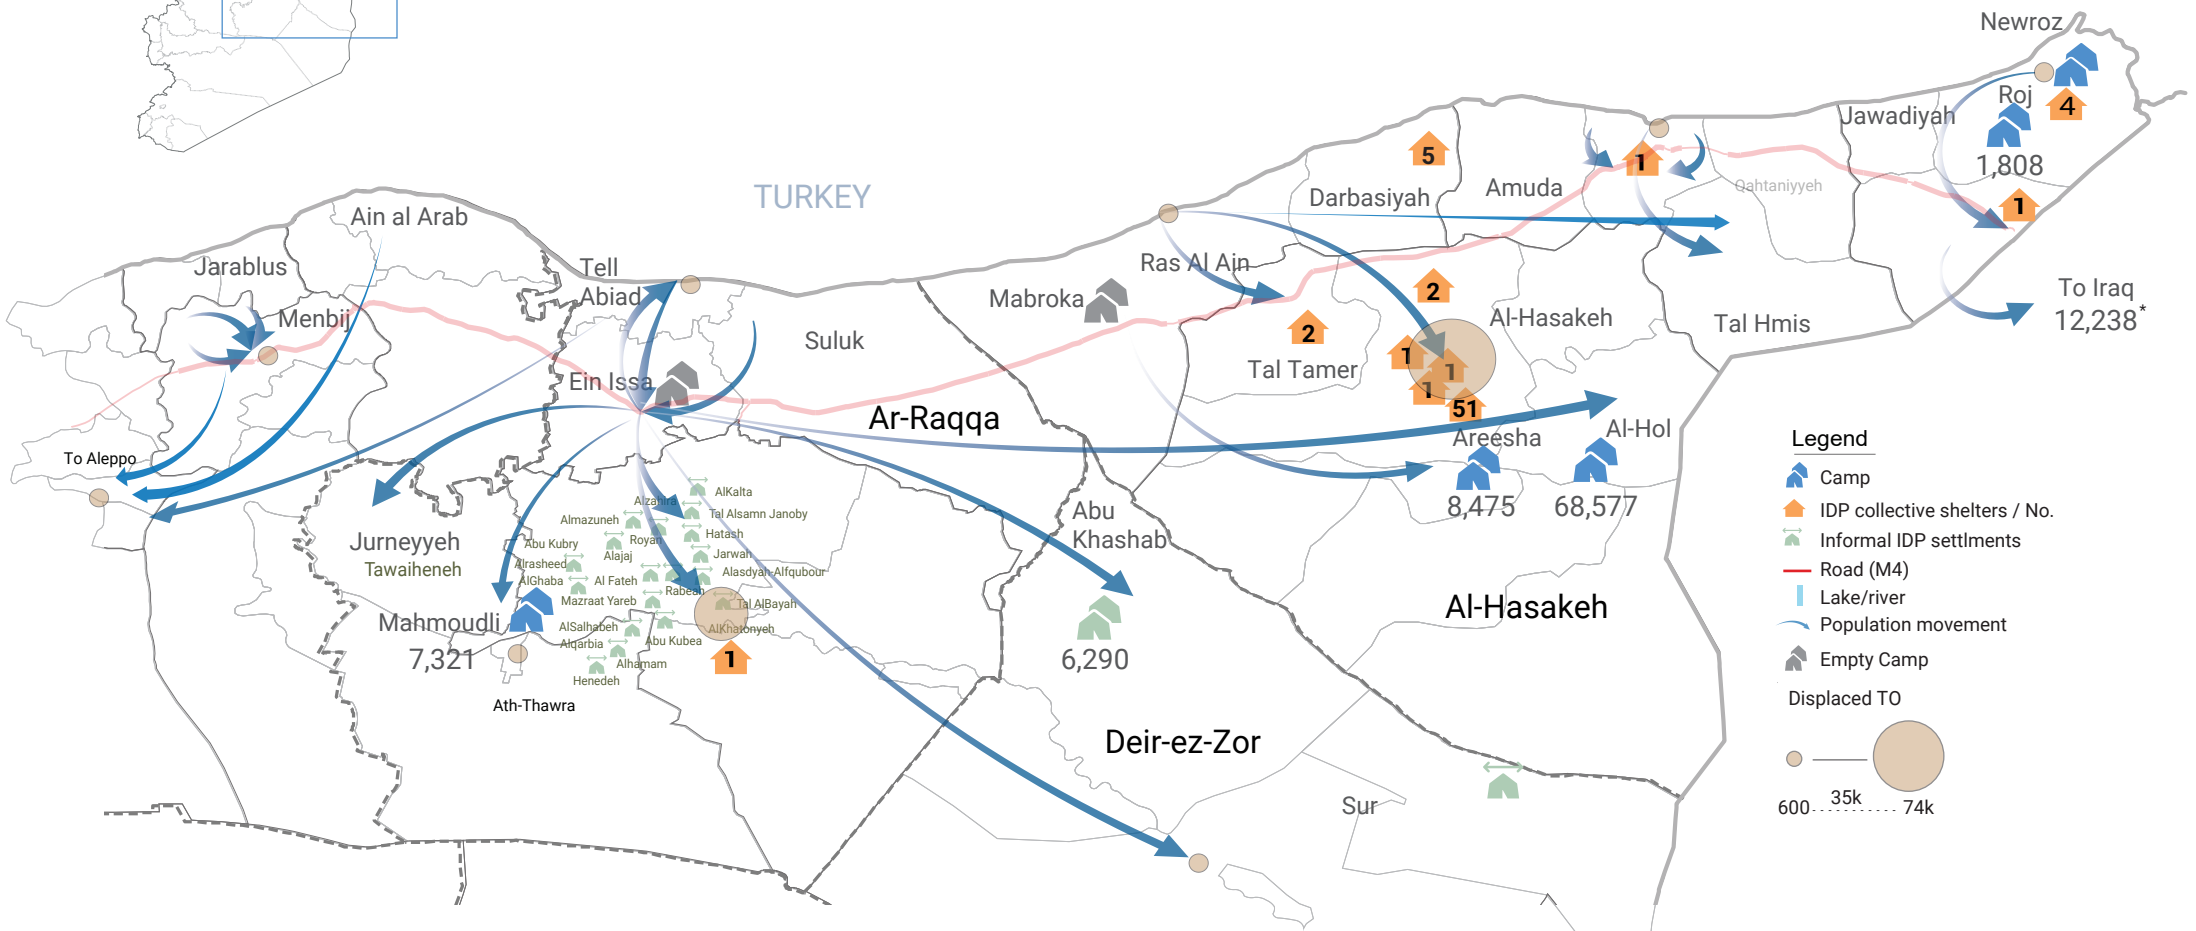 Newroz
Roj
4
Jawadiyah
1,808
5
1
Amuda
Darbasiyah
Qahtaniyyeh
1
TURKEY
Ain al Arab
Jarablus
Menbij
Tell
Abiad
Suluk
Ein Issa
Ras Al Ain
Mabroka
2
2
Tal Tamer
Al-Hasakeh
1
1
1
51
Tal Hmis
To Iraq
12,238*
Ar-Raqqa
Areesha
8,475
Al-Hol
68,577
To Aleppo
Jurneyyeh
Tawaiheneh
Mahmoudli
7,321
Ath-Thawra
AlKalta
Alzahira
Tal Alsamn Janoby
Almazuneh
Hatash
Royan
Abu Kubry
Alajaj
Jarwah
Alrasheed
Alasdyah-Alfqubour
AlGhaba
Al Fateh
Rabeah
Mazraat Yareb
Tal AlBayah
AlSalhabeh
AlKhatonyeh
Alqarbia
Abu Kubea
Alhamam
Henedeh
1
Abu
Khashab
6,290
Al-Hasakeh
Deir-ez-Zor
Sur
Legend
Camp
IDP collective shelters / No.
Informal IDP settlments
Road (M4)
Lake/river
Population movement
Empty Camp
Displaced TO
600
35k
74k